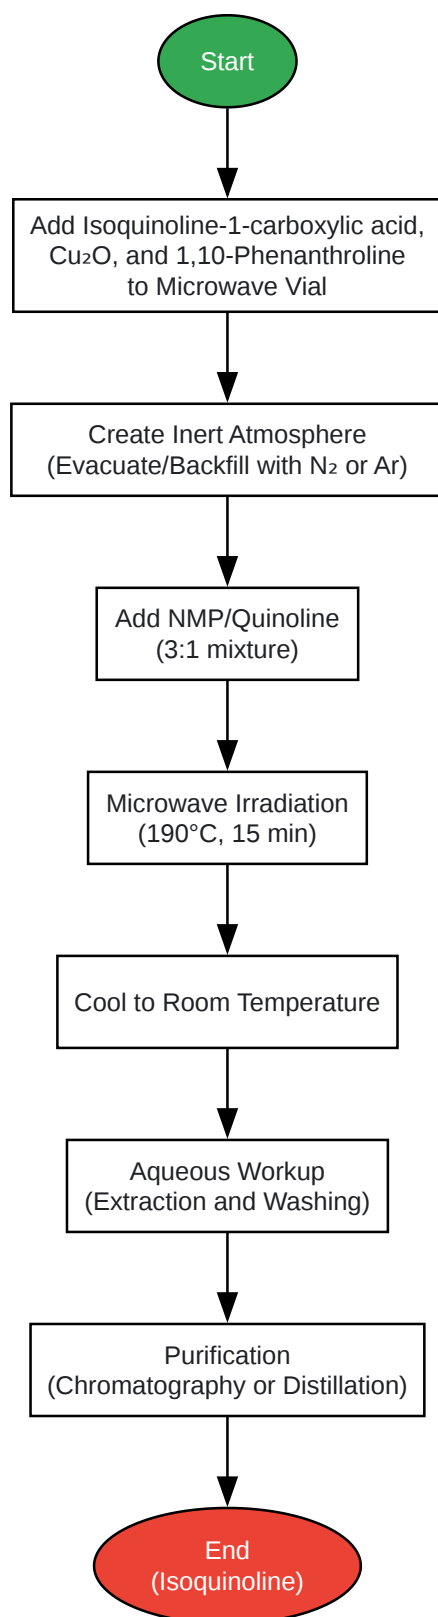 Start
Add Isoquinoline-1-carboxylic acid,
Cu₂O, and 1,10-Phenanthroline
to Microwave Vial
Create Inert Atmosphere
(Evacuate/Backfill with N₂ or Ar)
Add NMP/Quinoline
(3:1 mixture)
Microwave Irradiation
(190°C, 15 min)
Cool to Room Temperature
Aqueous Workup
(Extraction and Washing)
Purification
(Chromatography or Distillation)
End
(Isoquinoline)